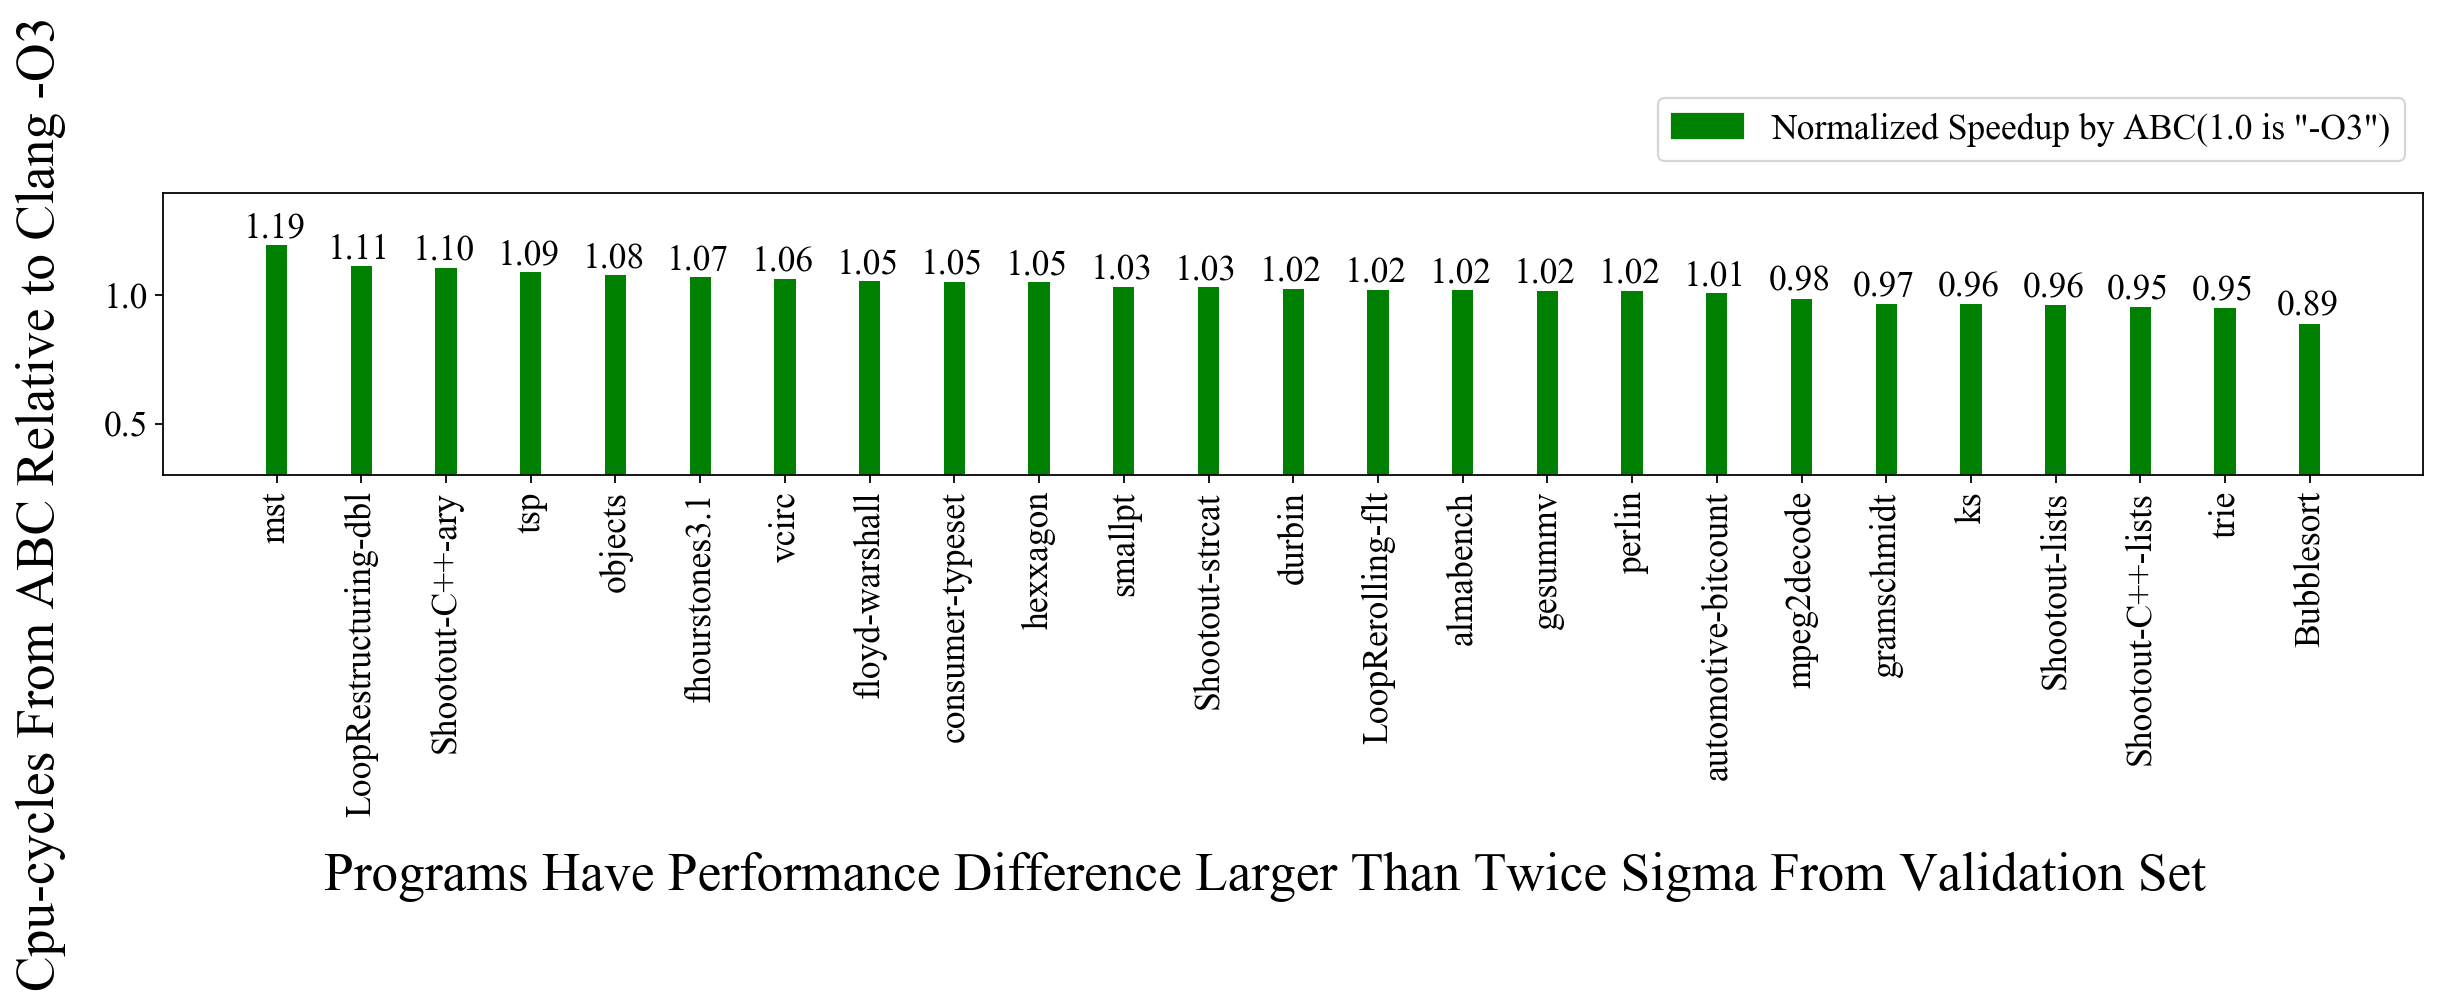 Cpu-cycles From ABC Relative to Clang -O3
Normalized Speedup by ABC(1.0 is "-O3")
1.0
0.5
1.19
1.11
1.10
1.09
1.08
1.07
1.06
1.05
1.05
1.05
1.03
1.03
1.02
1.02
1.02
1.02
1.02
1.01
0.98
0.97
0.96
0.96
0.95
0.95
0.89
mst
LoopRestructuring-dbl
Shootout-C++-ary
tsp
objects
fhourstones3.1
vcirc
floyd-warshall
consumer-typeset
hexxagon
smallpt
Shootout-strcat
durbin
LoopRerolling-flt
almabench
gesummv
perlin
automotive-bitcount
mpeg2decode
gramschmidt
ks
Shootout-lists
Shootout-C++-lists
trie
Bubblesort
Programs Have Performance Difference Larger Than Twice Sigma From Validation Set